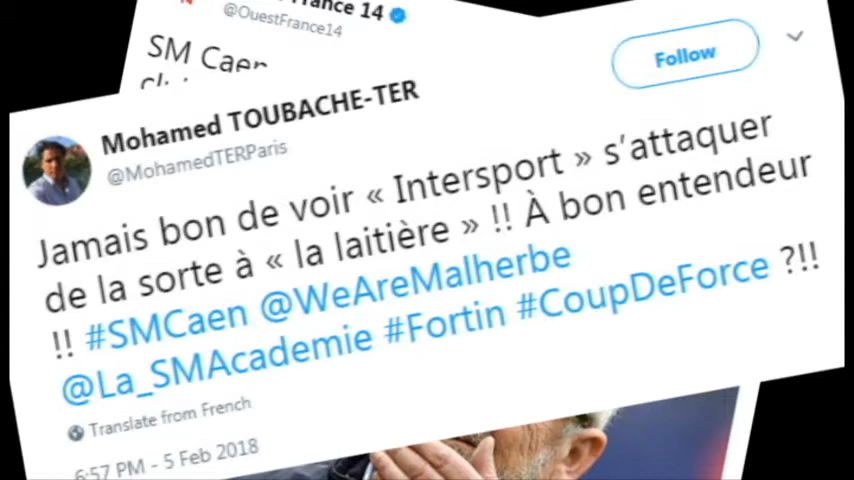 France 14
@OuestFrance14
SM Caen
Mohamed TOUBACHE-TER
@MohamedTERParis
Follow
Jamais bon de voir « Intersport » s'attaquer
de la sorte à « la laitière » !! À bon entendeur
!! #SMCaen @WeAreMalherbe
@La_SMAcademie #Fortin #CoupDeForce ?!!
Translate from French
6:57 PM - 5 Feb 2018